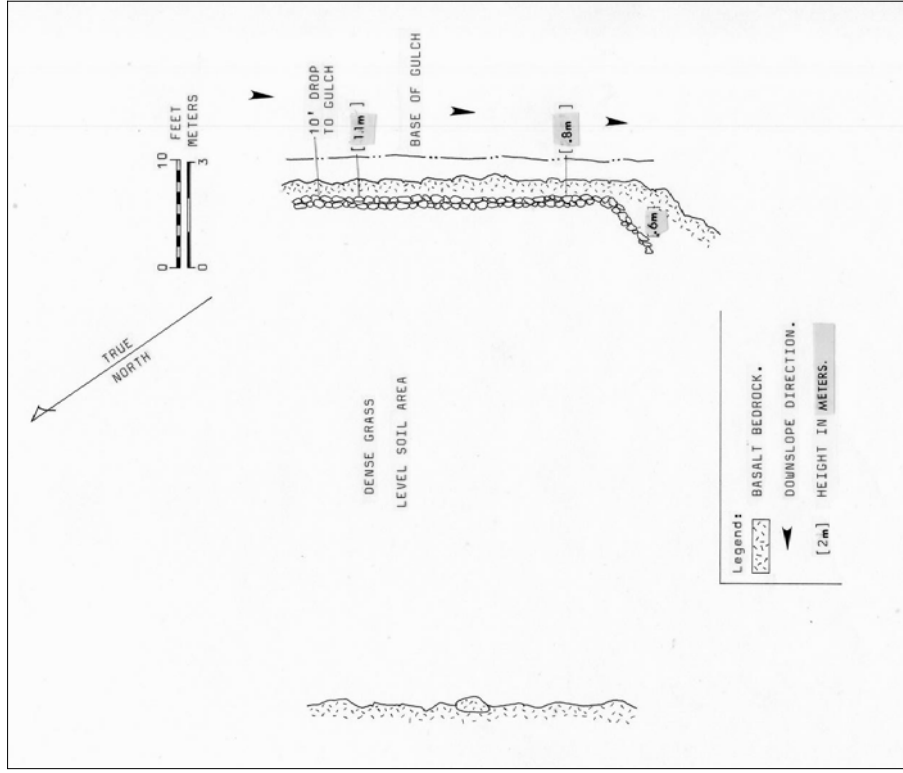 10' DROP
TO GULCH
[ 1.1m ]
BASE OF GULCH
[ .8m ]
.6m]
0 10 FEET
0 3 METERS
TRUE
NORTH
DENSE GRASS
LEVEL SOIL AREA
Legend:
BASALT BEDROCK.
DOWNSLOPE DIRECTION.
[2m] HEIGHT IN METERS.